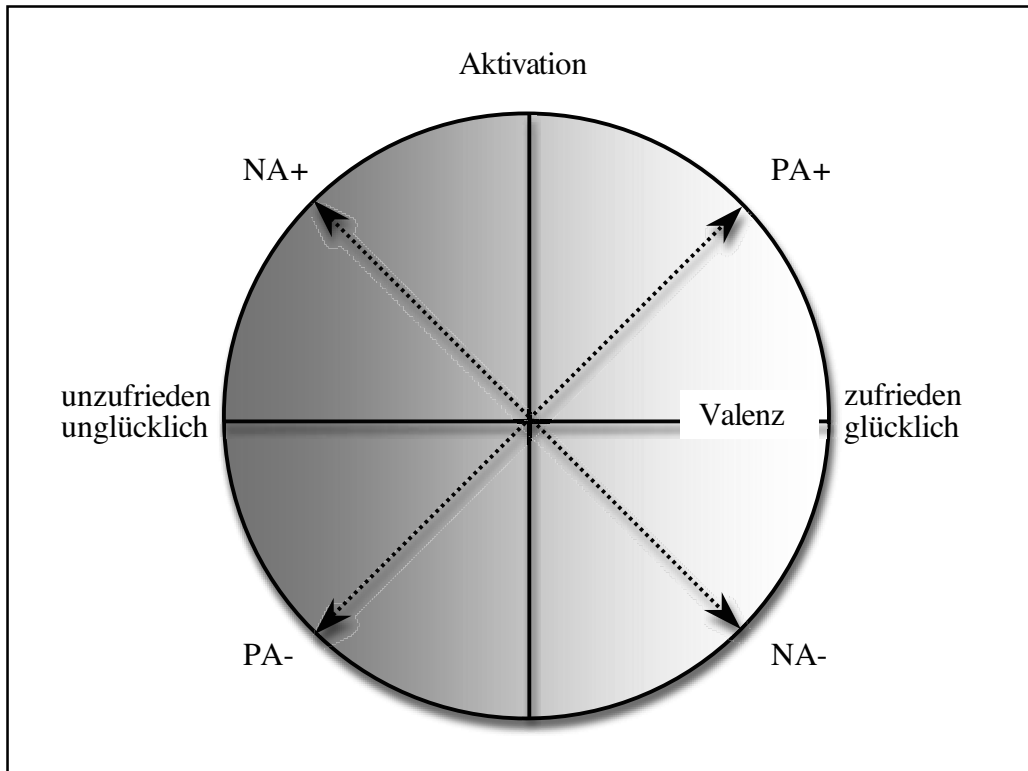 Aktivation
NA+
PA+
unzufrieden
unglücklich
Valenz
zufrieden
glücklich
PA-
NA-